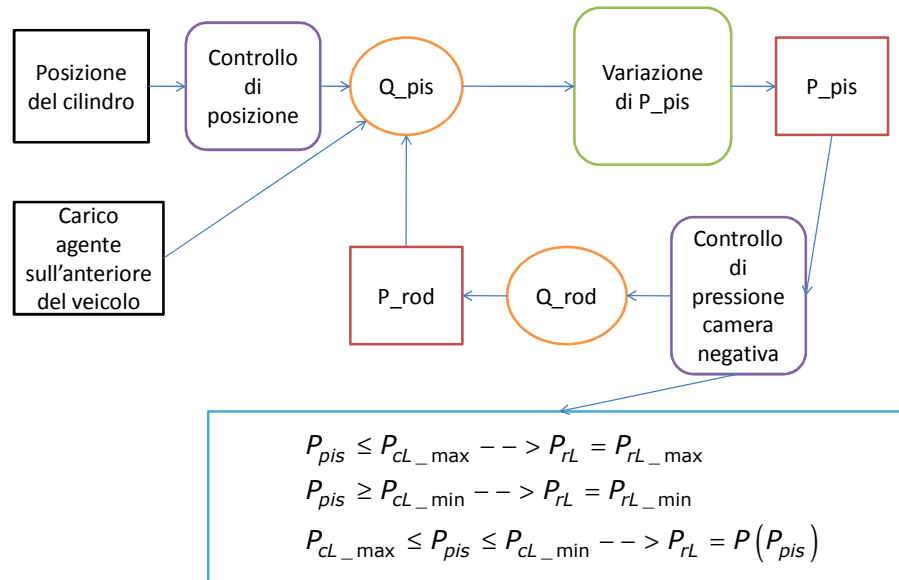 Posizione
del cilindro
Controllo
di
posizione
Q_pis
Variazione
di P_pis
P_pis
Carico
agente
sull'anteriore
del veicolo
P_rod
Q_rod
Controllo
di
pressione
camera
negativa
P_pis ≤ P_cL_max --> P_rL = P_rL_max
P_pis ≥ P_cL_min --> P_rL = P_rL_min
P_cL_max ≤ P_pis ≤ P_cL_min --> P_rL = P(P_pis)